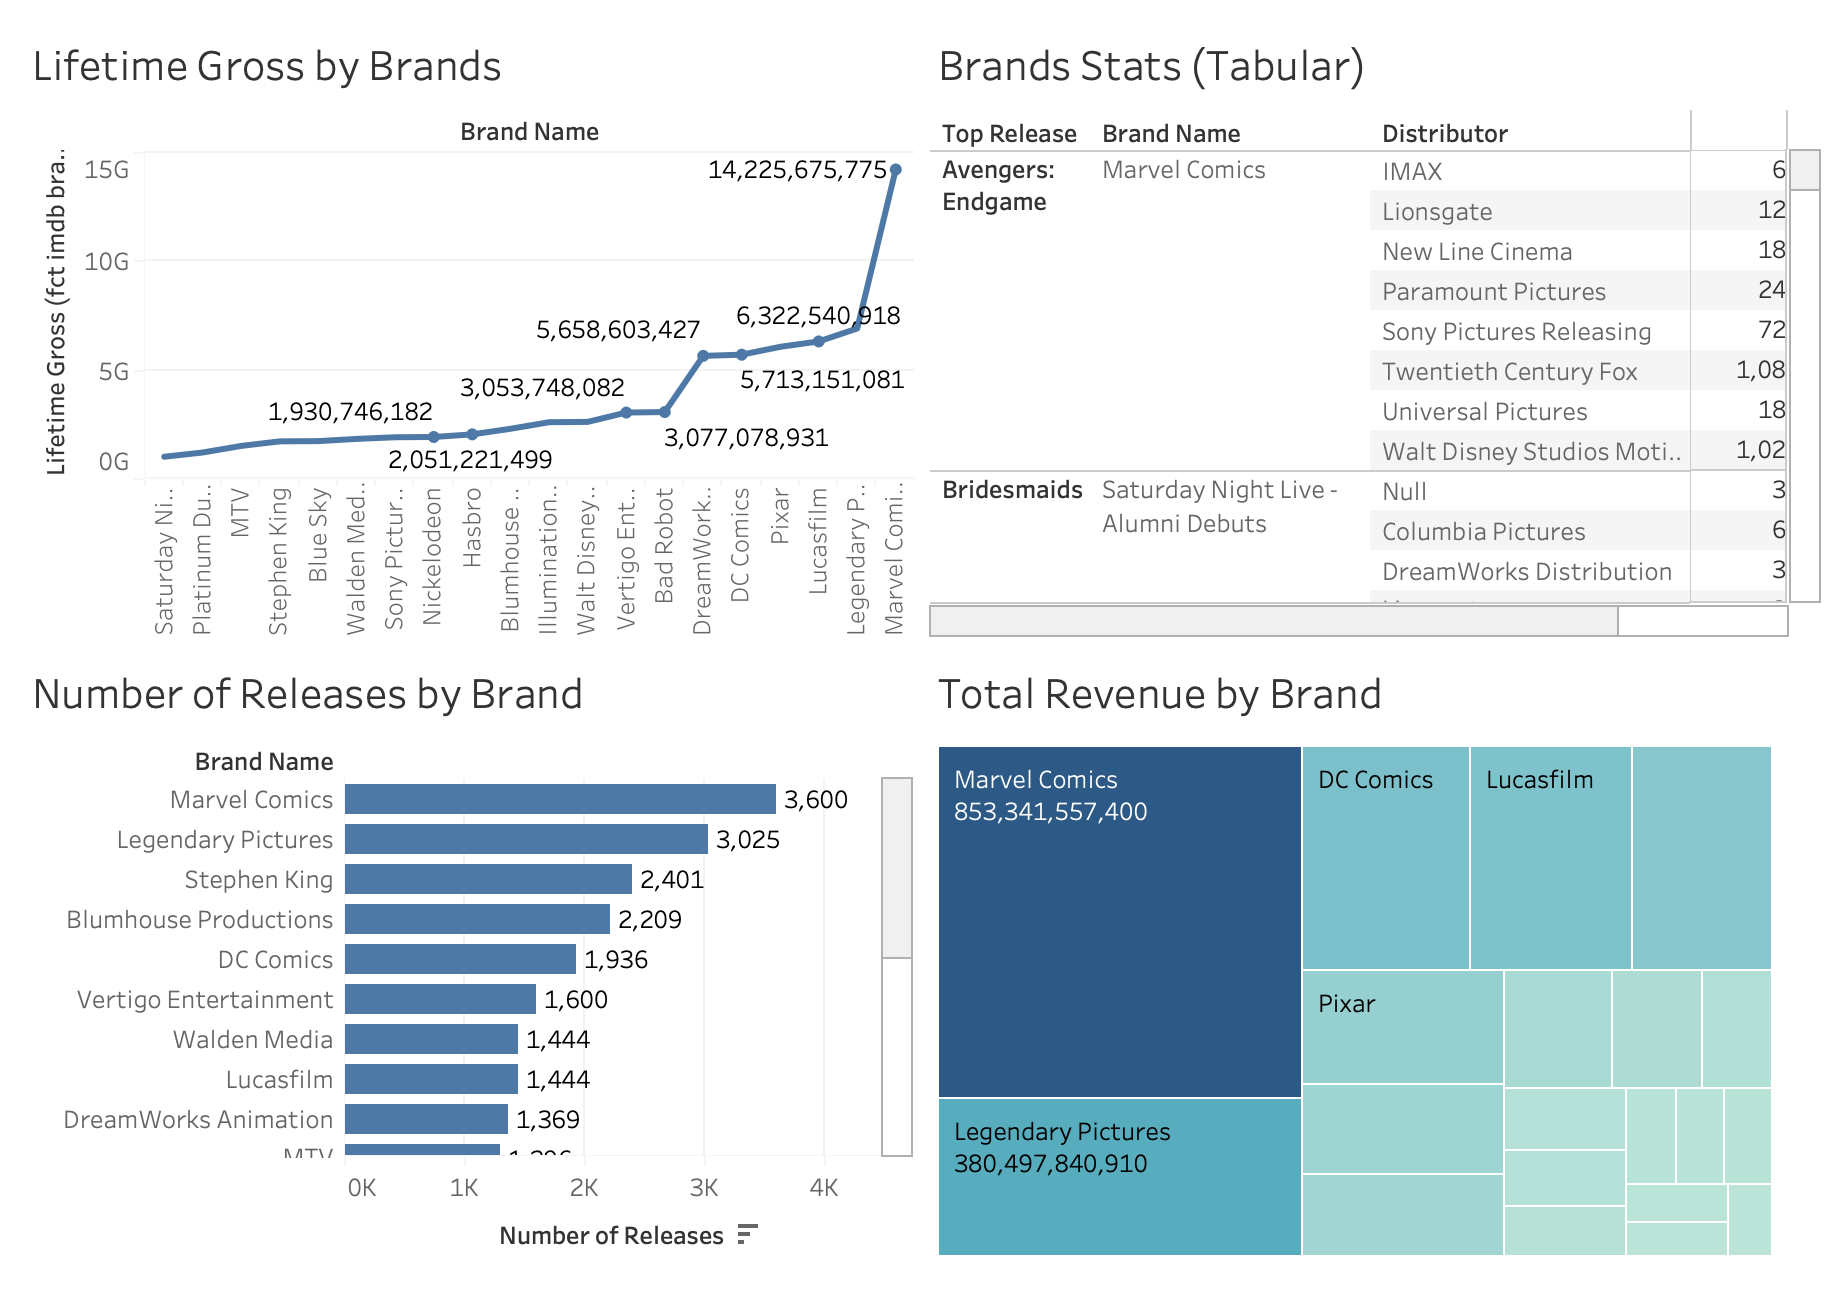 Lifetime Gross by Brands
Brand Name
Lifetime Gross (fct imdb bra..
15G
10G
5G
0G
14,225,675,775
6,322,540,918
5,658,603,427
5,713,151,081
3,053,748,082
3,077,078,931
1,930,746,182
2,051,221,499
Saturday Ni..
Platinum Du..
MTV
Stephen King
Blue Sky
Walden Med..
Sony Pictur..
Nickelodeon
Hasbro
Blumhouse ..
Illumination..
Walt Disney..
Vertigo Ent..
Bad Robot
DreamWork..
DC Comics
Pixar
Lucasfilm
Legendary P..
Marvel Comi..
Brands Stats (Tabular)
Top Release Brand Name Distributor
Avengers: Marvel Comics IMAX 6
Endgame Lionsgate 12
New Line Cinema 18
Paramount Pictures 24
Sony Pictures Releasing 72
Twentieth Century Fox 1,08
Universal Pictures 18
Walt Disney Studios Moti.. 1,02
Bridesmaids Saturday Night Live - Null 3
Alumni Debuts Columbia Pictures 6
DreamWorks Distribution 3
Number of Releases by Brand
Brand Name
Marvel Comics 3,600
Legendary Pictures 3,025
Stephen King 2,401
Blumhouse Productions 2,209
DC Comics 1,936
Vertigo Entertainment 1,600
Walden Media 1,444
Lucasfilm 1,444
DreamWorks Animation 1,369
MTV
0K 1K 2K 3K 4K
Number of Releases
Total Revenue by Brand
Marvel Comics
853,341,557,400
DC Comics
Lucasfilm
Pixar
Legendary Pictures
380,497,840,910